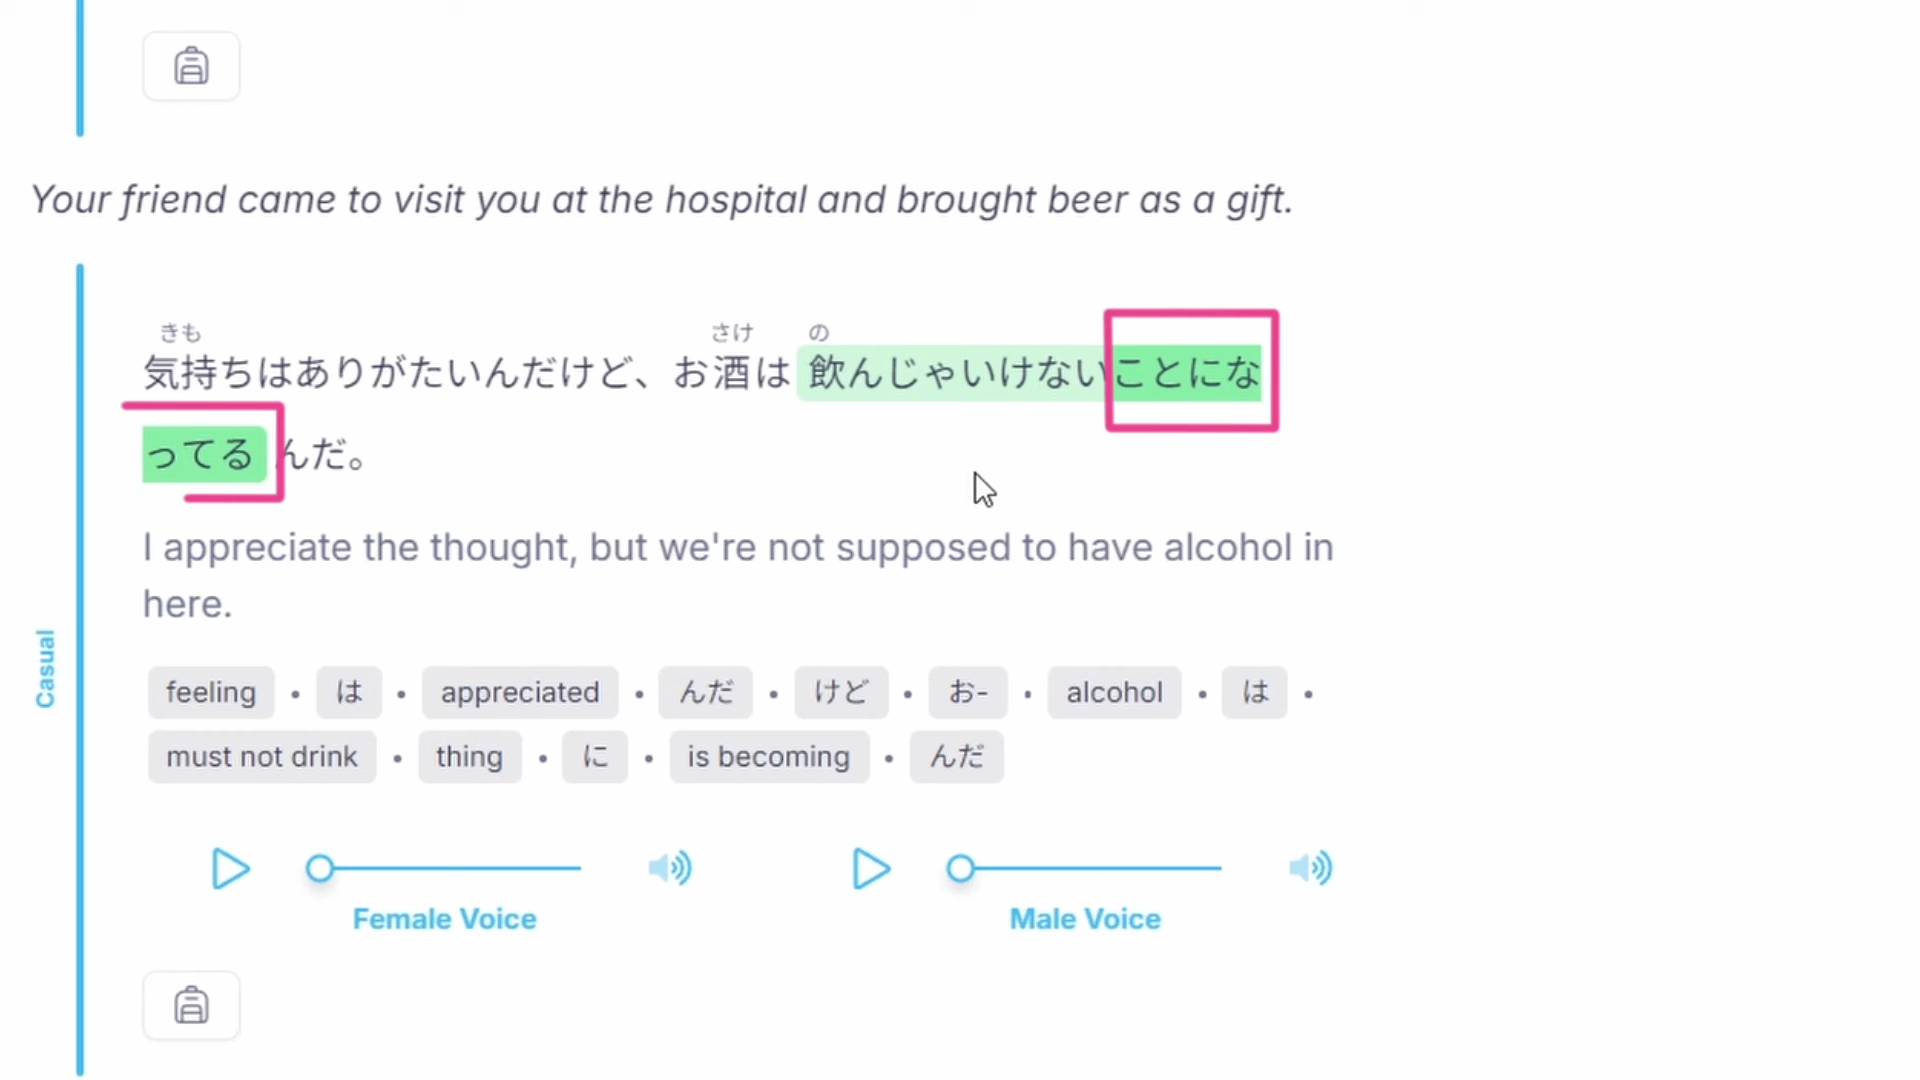 Your friend came to visit you at the hospital and brought beer as a gift.
きも さけ の
気持ちはありがたいんだけど、お酒は飲んじゃいけないことにな
ってるんだ。
I appreciate the thought, but we're not supposed to have alcohol in
here.
Casual
feeling • は • appreciated • んだ • けど • お- • alcohol • は •
must not drink • thing • に • is becoming • んだ
Female Voice
Male Voice